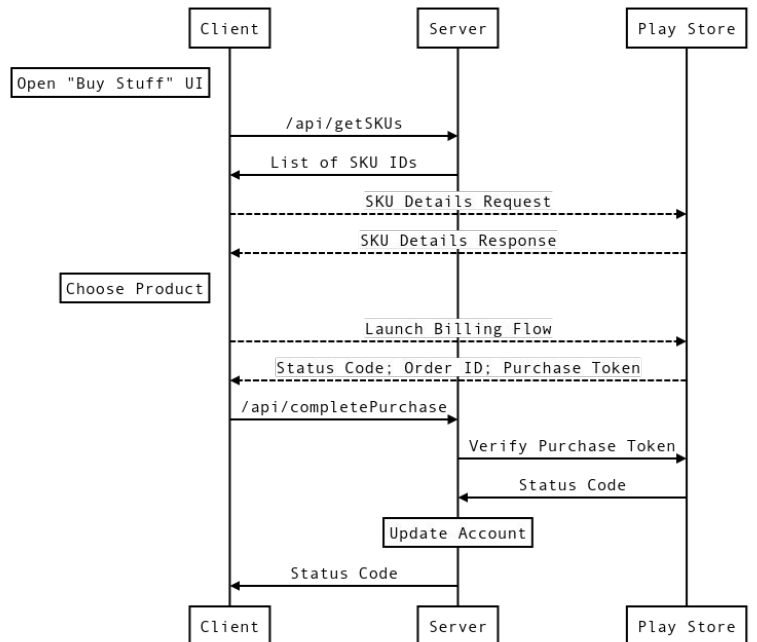 Client
Server
Play Store
Open "Buy Stuff" UI
/api/getSKUs
List of SKU IDs
SKU Details Request
SKU Details Response
Choose Product
Launch Billing Flow
Status Code; Order ID; Purchase Token
/api/completePurchase
Verify Purchase Token
Status Code
Update Account
Status Code
Client
Server
Play Store